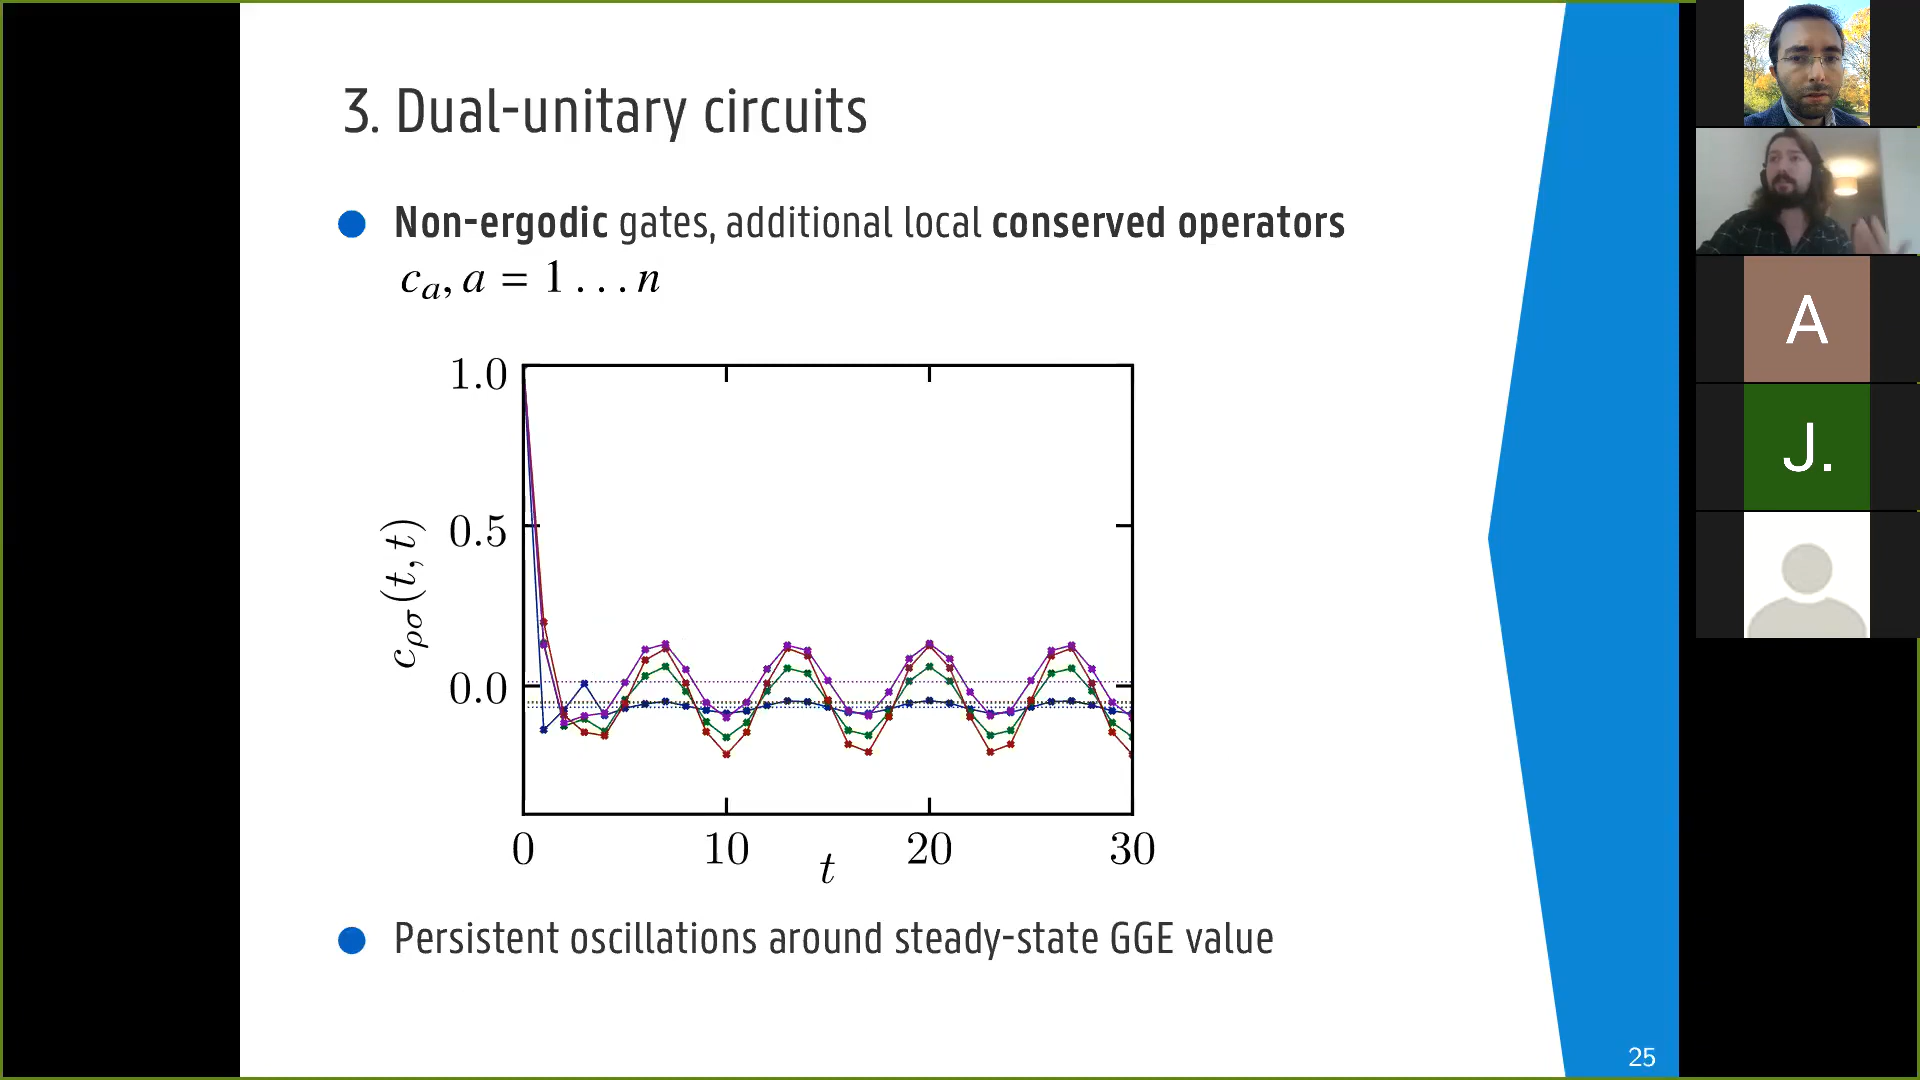 3. Dual-unitary circuits
Non-ergodic gates, additional local conserved operators
cₐ, a = 1 . . . n
1.0
0.5
0.0
c_ρσ(t, t)
0
10
20
30
t
Persistent oscillations around steady-state GGE value
25
A
J.